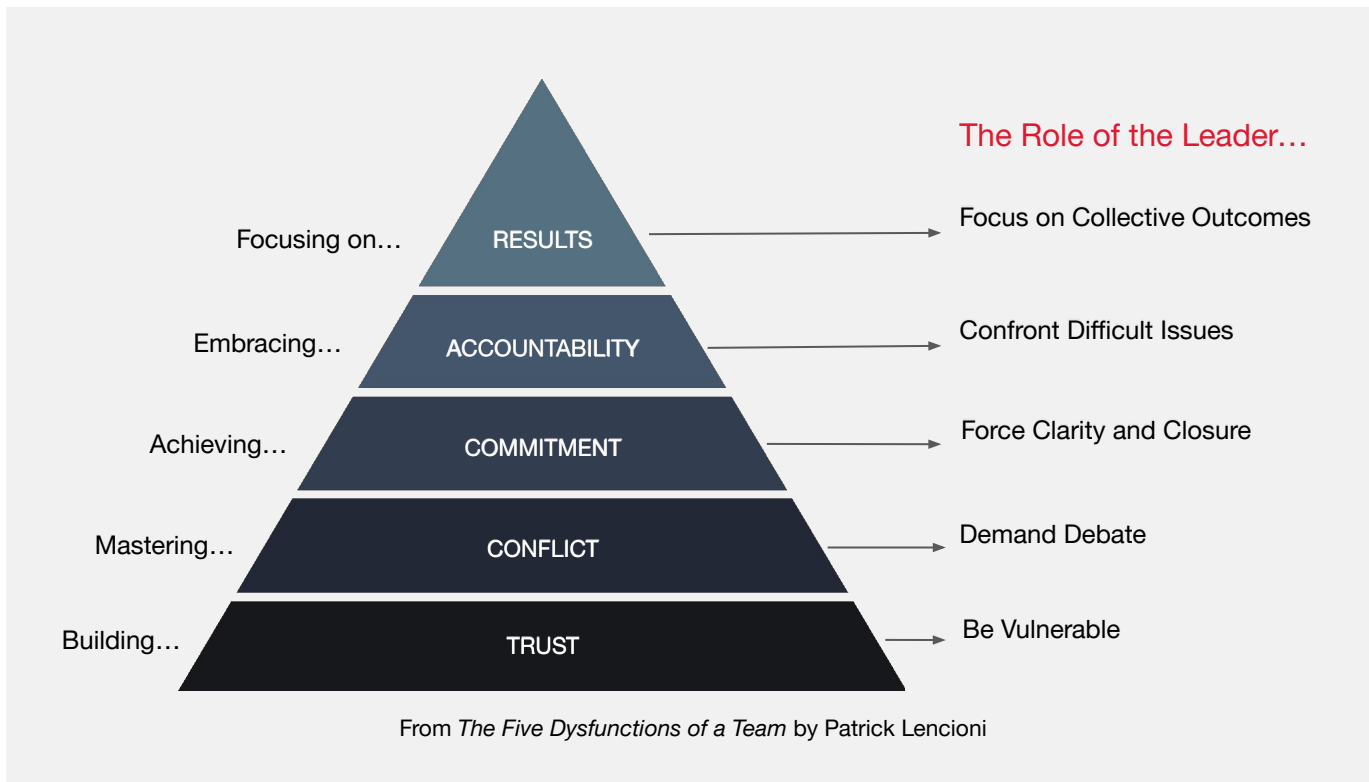 The Role of the Leader…
Focusing on…
RESULTS
Focus on Collective Outcomes
Embracing…
ACCOUNTABILITY
Confront Difficult Issues
Achieving…
COMMITMENT
Force Clarity and Closure
Mastering…
CONFLICT
Demand Debate
Building…
TRUST
Be Vulnerable
From The Five Dysfunctions of a Team by Patrick Lencioni